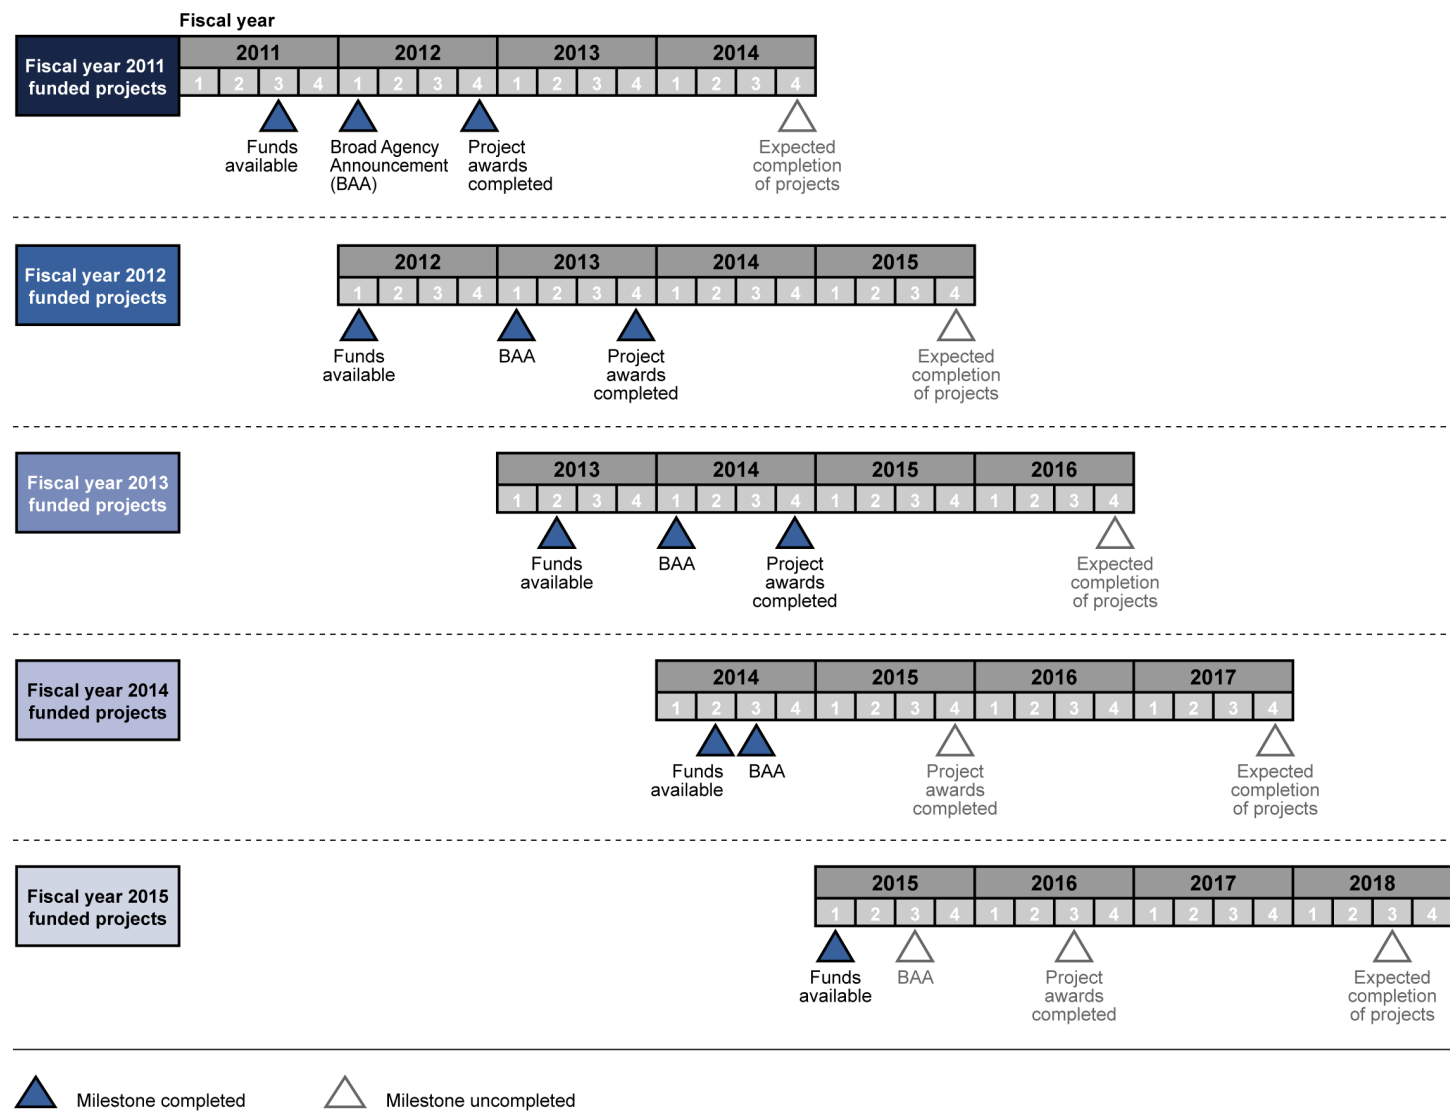 Fiscal year
Fiscal year 2011
funded projects
2011 2012 2013 2014
1 2 3 4 1 2 3 4 1 2 3 4 1 2 3 4
Funds
available
Broad Agency
Announcement
(BAA)
Project
awards
completed
Expected
completion
of projects
Fiscal year 2012
funded projects
2012 2013 2014 2015
1 2 3 4 1 2 3 4 1 2 3 4 1 2 3 4
Funds
available
BAA
Project
awards
completed
Expected
completion
of projects
Fiscal year 2013
funded projects
2013 2014 2015 2016
1 2 3 4 1 2 3 4 1 2 3 4 1 2 3 4
Funds
available
BAA
Project
awards
completed
Expected
completion
of projects
Fiscal year 2014
funded projects
2014 2015 2016 2017
1 2 3 4 1 2 3 4 1 2 3 4 1 2 3 4
Funds
available
BAA
Project
awards
completed
Expected
completion
of projects
Fiscal year 2015
funded projects
2015 2016 2017 2018
1 2 3 4 1 2 3 4 1 2 3 4 1 2 3 4
Funds
available
BAA
Project
awards
completed
Expected
completion
of projects
Milestone completed
Milestone uncompleted